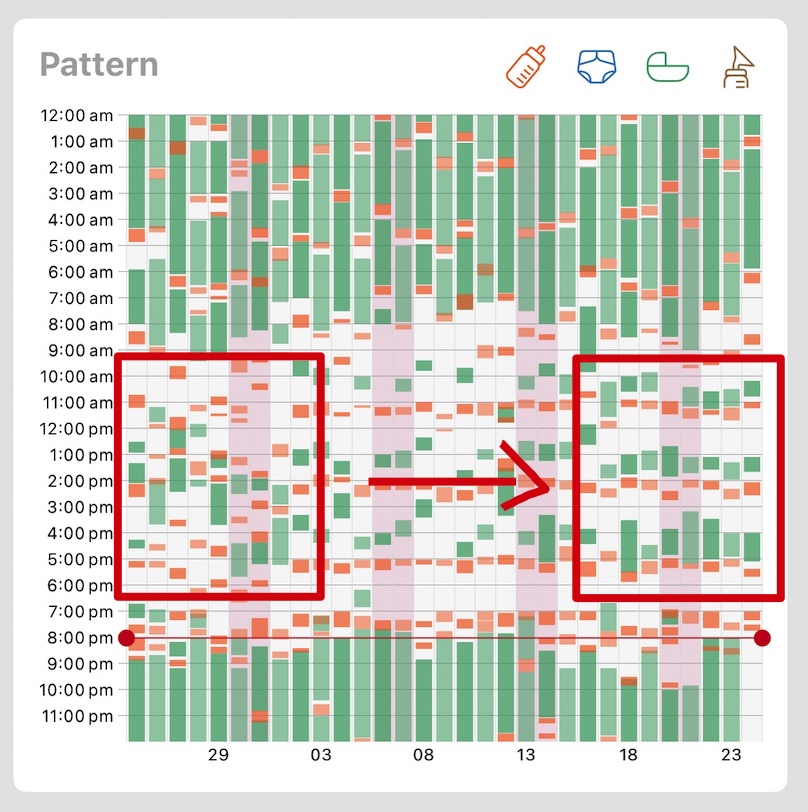 Pattern
12:00 am
1:00 am
2:00 am
3:00 am
4:00 am
5:00 am
6:00 am
7:00 am
8:00 am
9:00 am
10:00 am
11:00 am
12:00 pm
1:00 pm
2:00 pm
3:00 pm
4:00 pm
5:00 pm
6:00 pm
7:00 pm
8:00 pm
9:00 pm
10:00 pm
11:00 pm
29 03 08 13 18 23